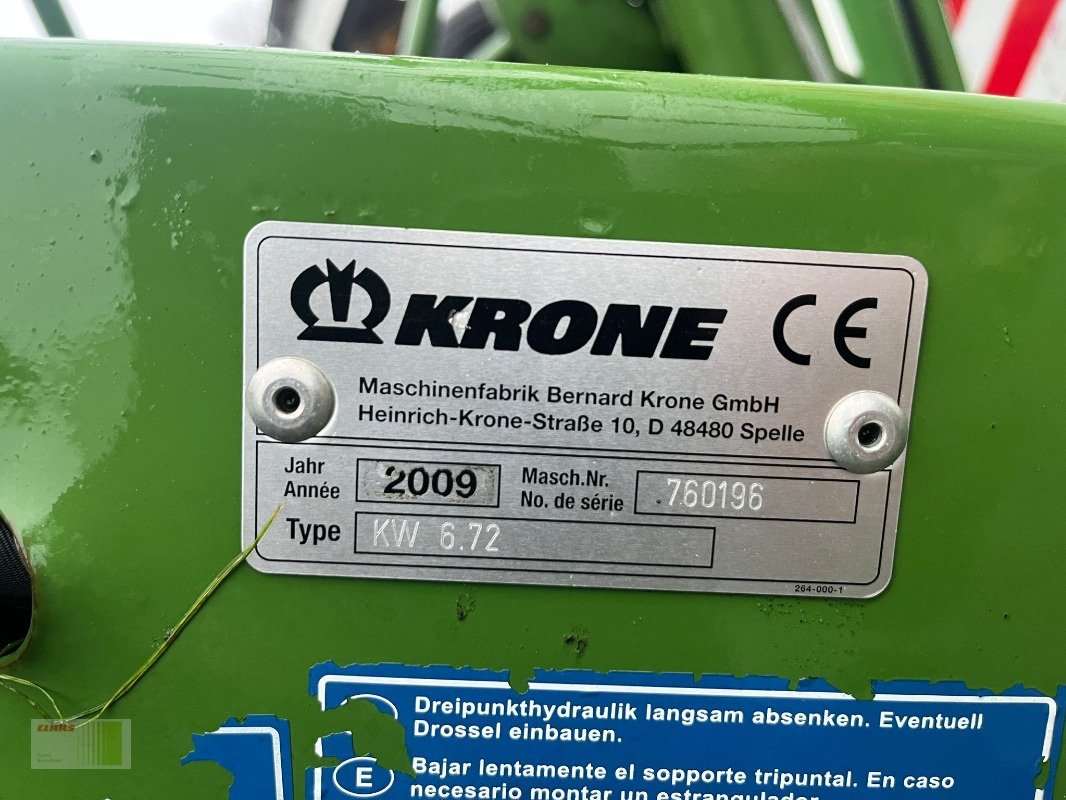 KRONE CE
Maschinenfabrik Bernard Krone GmbH
Heinrich-Krone-Straße 10, D 48480 Spelle
Jahr
Année
2009
Masch.Nr.
No. de série
.760196
Type
KW 6.72
264-000-1
Dreipunkthydraulik langsam absenken. Eventuell
Drossel einbauen.
E
Bajar lentamente el sopporte tripuntal. En caso
necesario montar un estrangulador
CLAAS